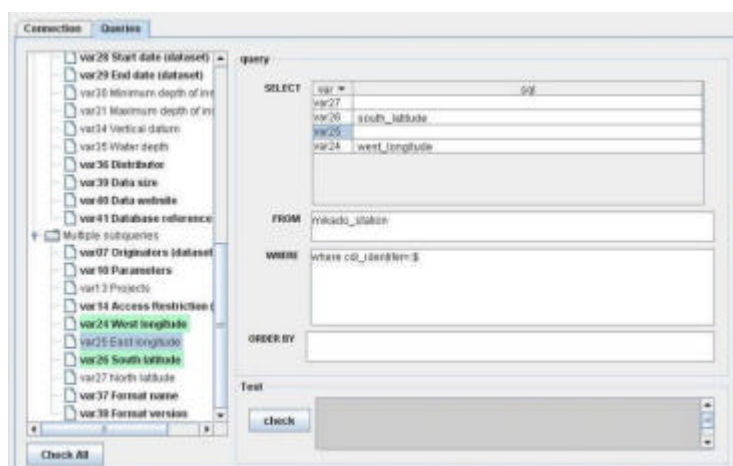 Connection Queries
var28 Start date (dataset)
var29 End date (dataset)
var30 Minimum depth of ins
var31 Maximum depth of in
var34 Vertical datum
var35 Water depth
var36 Distributor
var39 Data size
var40 Data website
var41 Database reference
Multiple subqueries
var07 Originators (dataset
var10 Parameters
var13 Projects
var14 Access Restriction (
var24 West longitude
var25 East longitude
var26 South latitude
var27 North latitude
var37 Format name
var38 Format version
Check All
query
SELECT
var sql
var27
var26 south_latitude
var25
var24 west_longitude
FROM mikado_station
WHERE where cdi_identifier=$
ORDER BY
Test
check